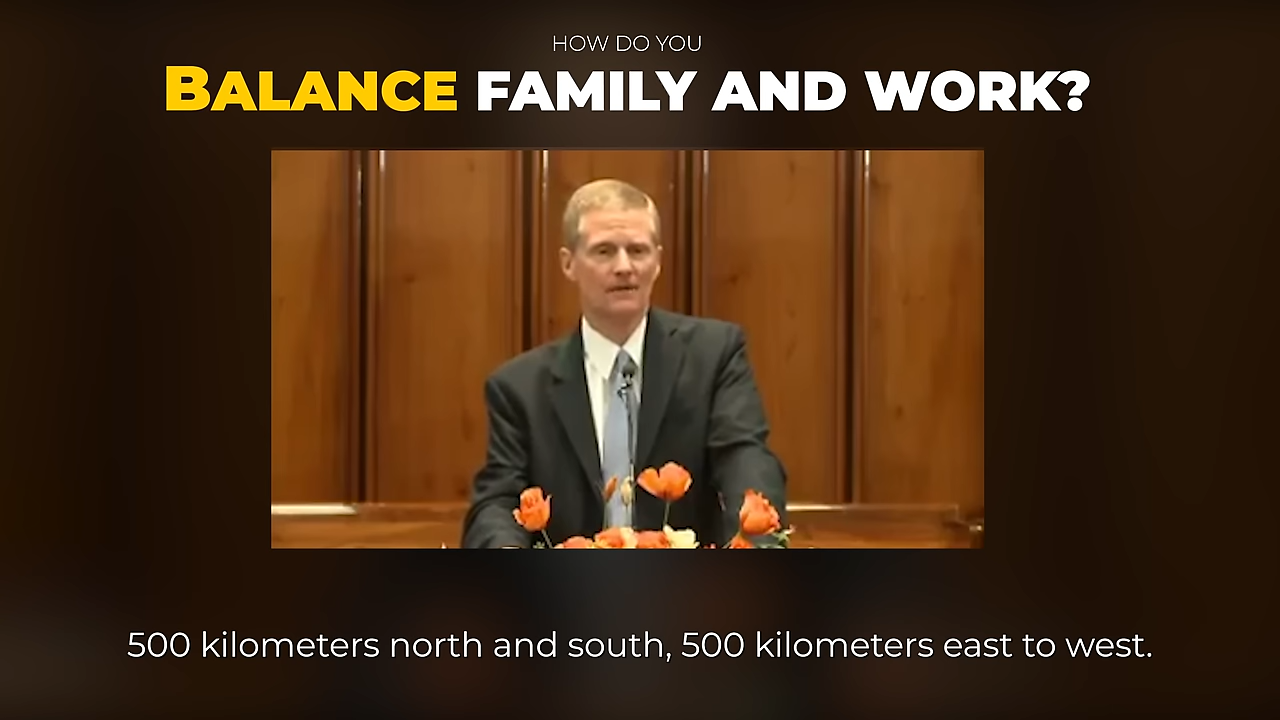 HOW DO YOU
BALANCE FAMILY AND WORK?
500 kilometers north and south, 500 kilometers east to west.